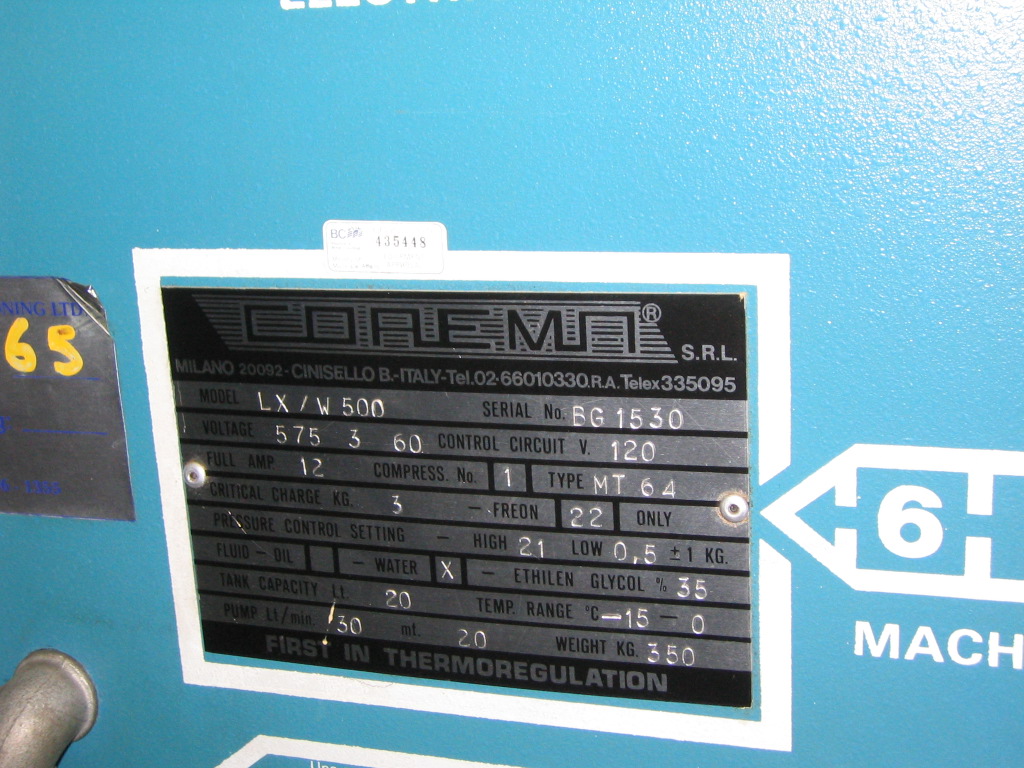 BC 435448
NING LTD
65
COREMA® S.R.L.
MILANO 20092 - CINISELLO B.-ITALY-Tel.02-66010330.R.A. Telex 335095
MODEL LX/W 500 SERIAL No. BG 1530
VOLTAGE 575 3 60 CONTROL CIRCUIT V. 120
FULL AMP 12 COMPRESS. No. 1 TYPE MT 64
CRITICAL CHARGE KG. 3 - FREON 22 ONLY
PRESSURE CONTROL SETTING - HIGH 21 LOW 0,5 ±1 KG.
FLUID - OIL - WATER X - ETHILEN GLYCOL % 35
TANK CAPACITY Lt. 20 TEMP. RANGE °C -15 - 0
PUMP Lt/min. 130 mt. 20 WEIGHT KG. 350
FIRST IN THERMOREGULATION
6
MACH